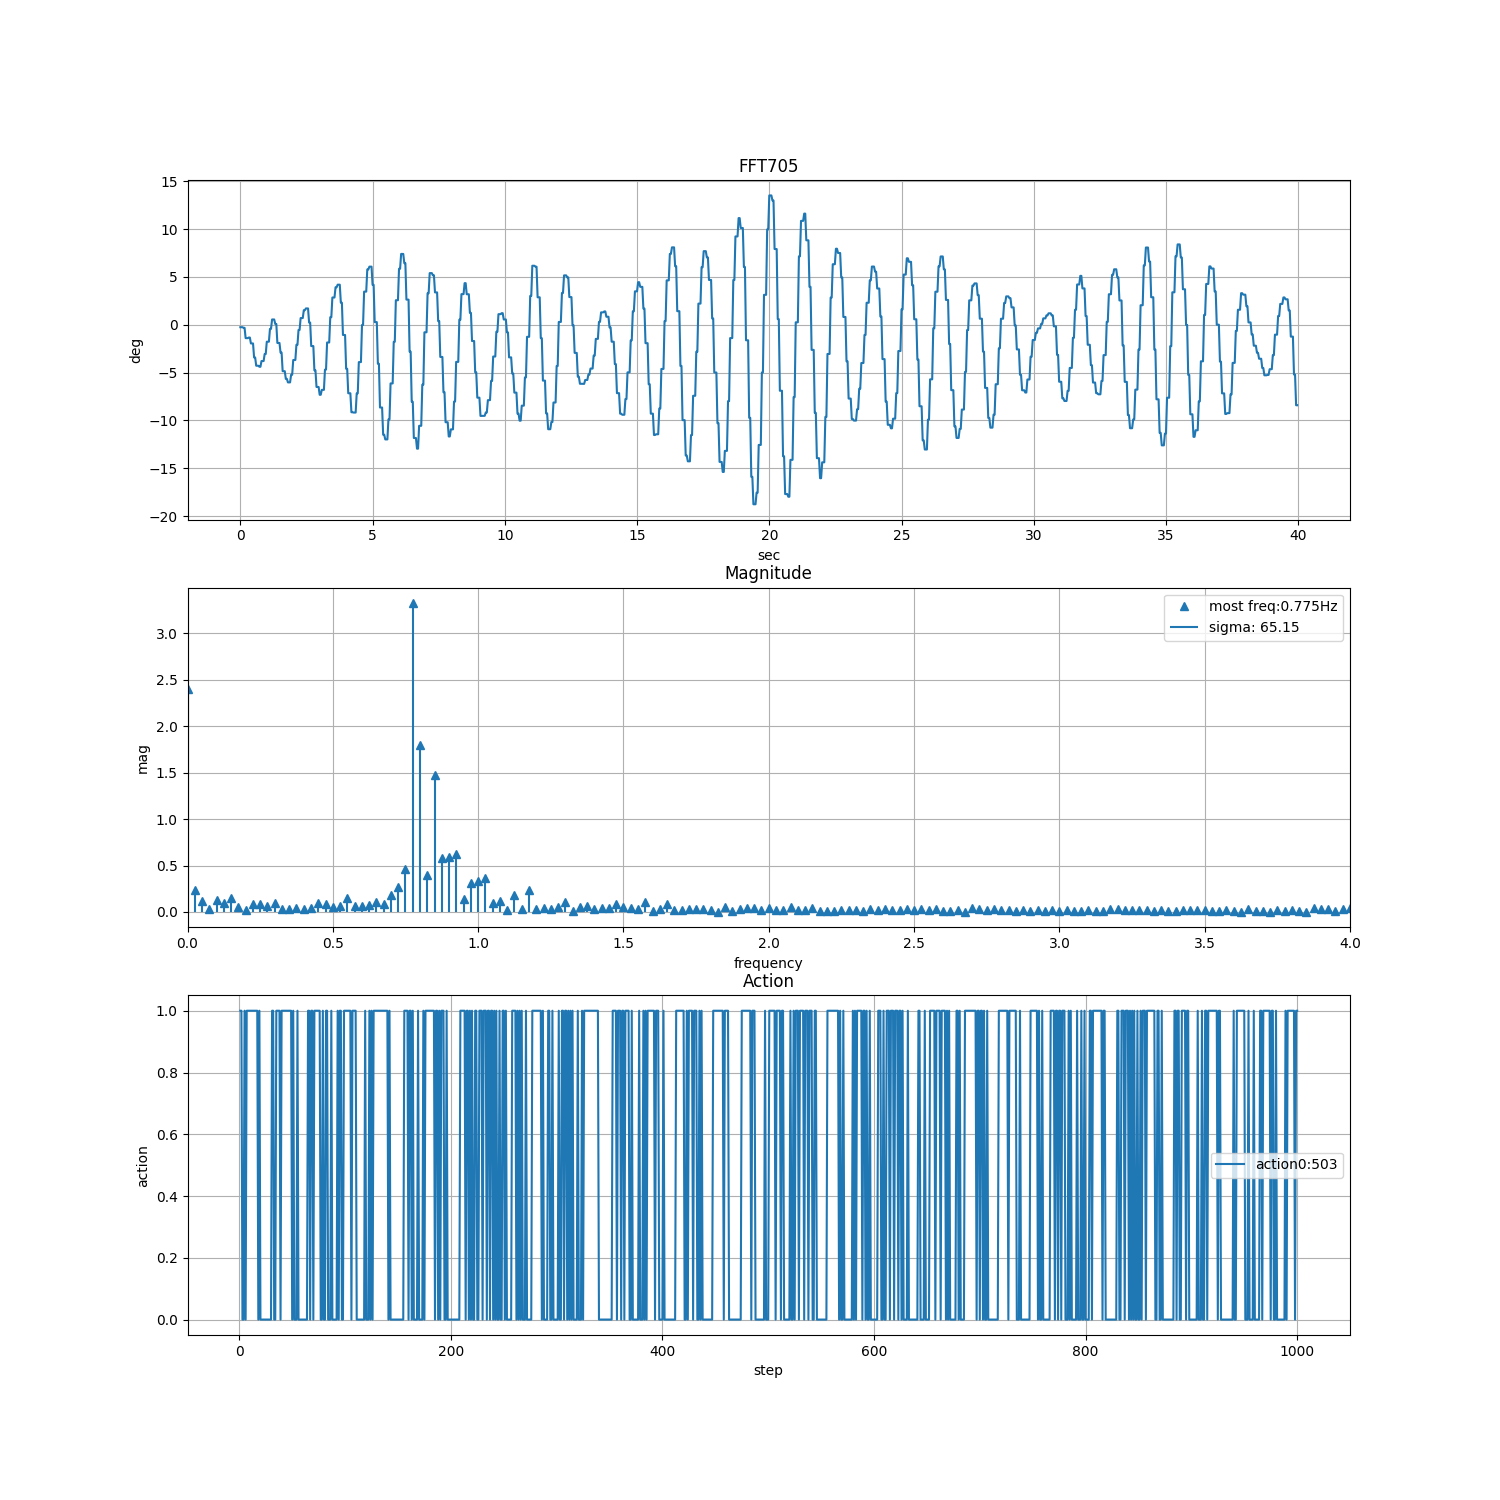 FFT705
15
10
5
0
−5
−10
−15
−20
deg
0 5 10 15 20 25 30 35 40
sec
Magnitude
most freq:0.775Hz
sigma: 65.15
3.0
2.5
2.0
1.5
1.0
0.5
0.0
mag
0.0 0.5 1.0 1.5 2.0 2.5 3.0 3.5 4.0
frequency
Action
1.0
0.8
0.6
0.4
0.2
0.0
action
action0:503
0 200 400 600 800 1000
step